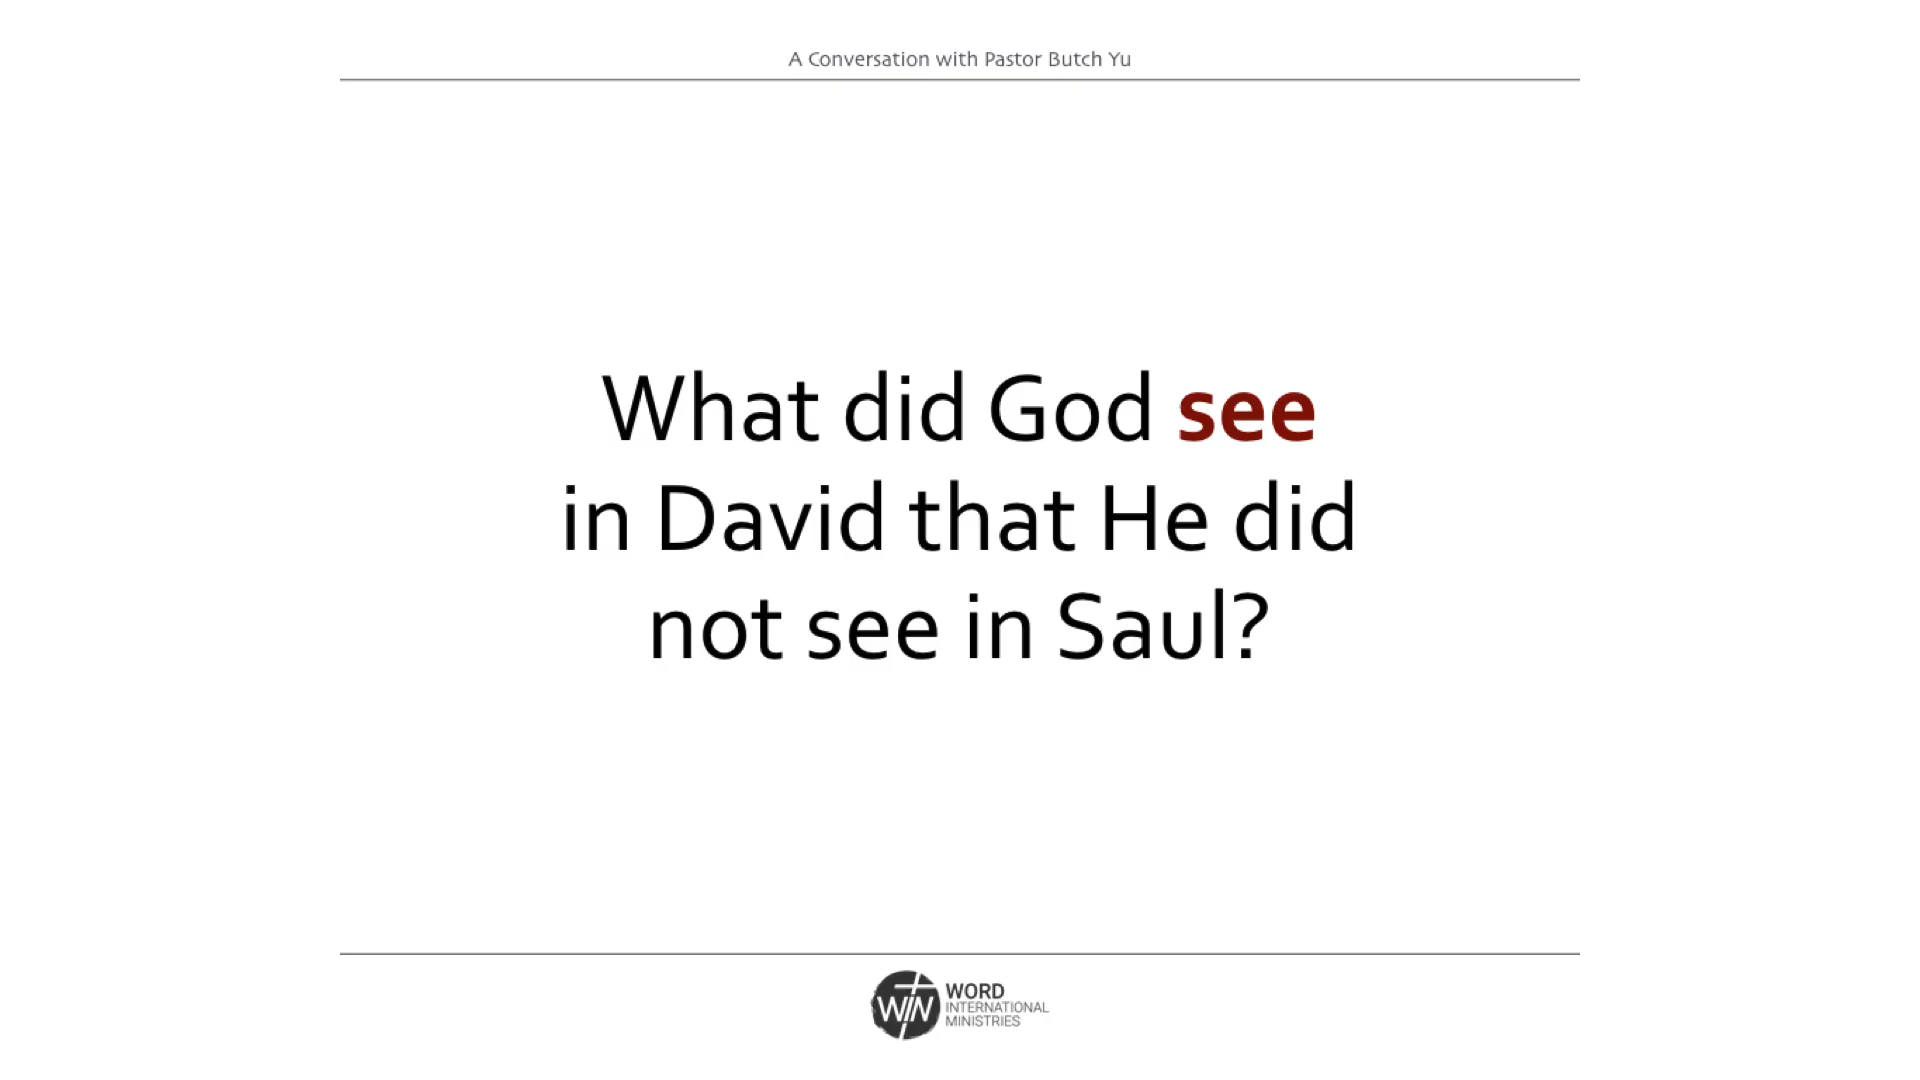 A Conversation with Pastor Butch Yu
What did God see
in David that He did
not see in Saul?
WIN
WORD
INTERNATIONAL
MINISTRIES